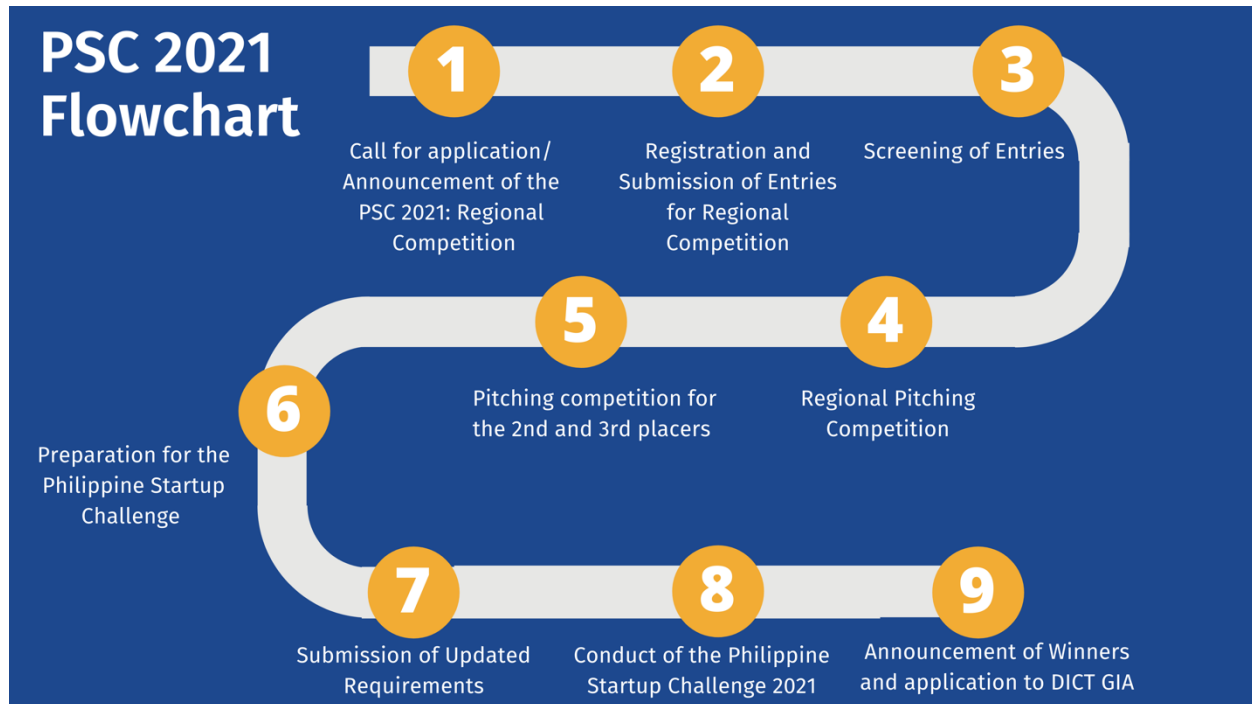 PSC 2021
Flowchart
1
Call for application/
Announcement of the
PSC 2021: Regional
Competition
2
Registration and
Submission of Entries
for Regional
Competition
3
Screening of Entries
4
Regional Pitching
Competition
5
Pitching competition for
the 2nd and 3rd placers
6
Preparation for the
Philippine Startup
Challenge
7
Submission of Updated
Requirements
8
Conduct of the Philippine
Startup Challenge 2021
9
Announcement of Winners
and application to DICT GIA